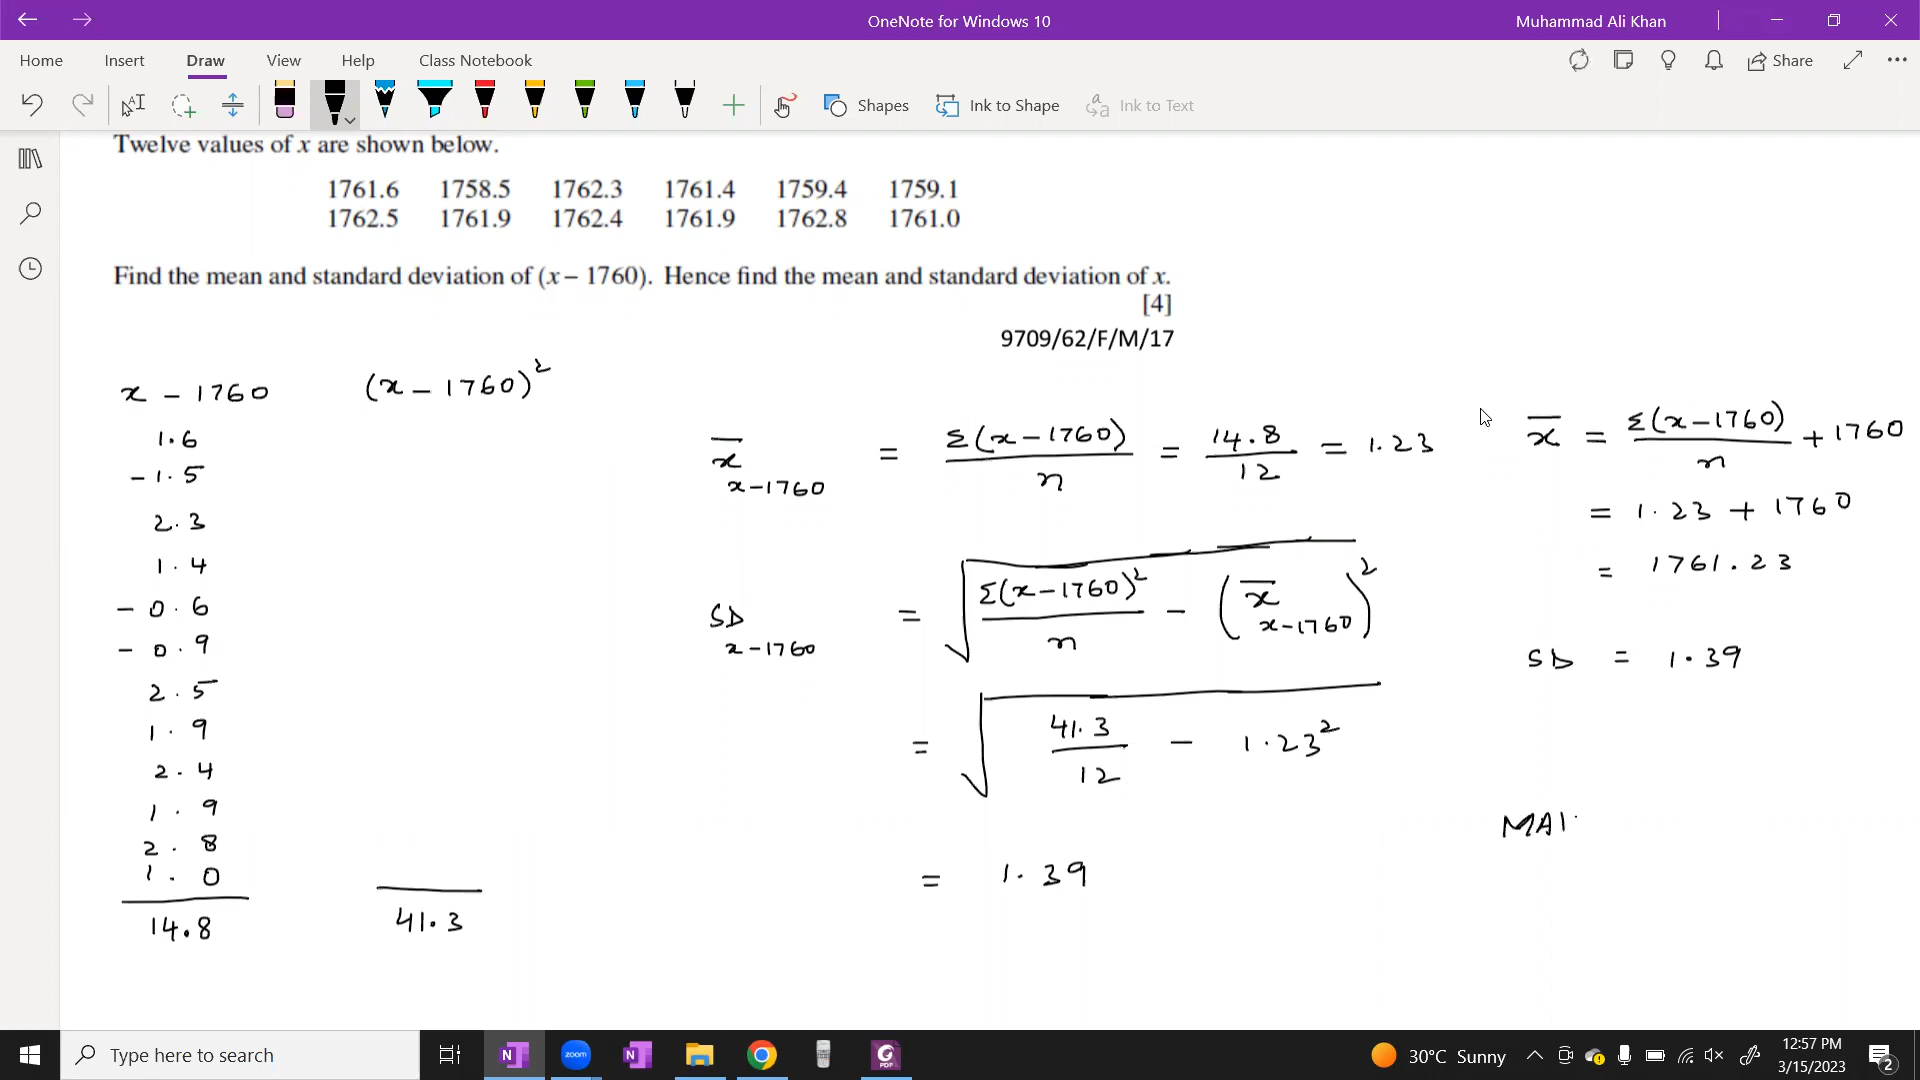 OneNote for Windows 10
Muhammad Ali Khan
Home Insert Draw View Help Class Notebook
Share
Shapes Ink to Shape Ink to Text
Twelve values of x are shown below.
1761.6 1758.5 1762.3 1761.4 1759.4 1759.1
1762.5 1761.9 1762.4 1761.9 1762.8 1761.0
Find the mean and standard deviation of (x – 1760). Hence find the mean and standard deviation of x.
[4]
9709/62/F/M/17
x – 1760
1.6
-1.5
2.3
1.4
-0.6
-0.9
2.5
1.9
2.4
1.9
2.8
1.0
14.8
(x – 1760)²
41.3
x̄ x-1760 = Σ(x-1760)/n = 14.8/12 = 1.23
SD x-1760 = √(Σ(x-1760)²/n - (x̄ x-1760)²)
= √(41.3/12 - 1.23²)
= 1.39
x̄ = Σ(x-1760)/n + 1760
= 1.23 + 1760
= 1761.23
SD = 1.39
MAI.
Type here to search
zoom
PDF
30°C Sunny
12:57 PM
3/15/2023
2